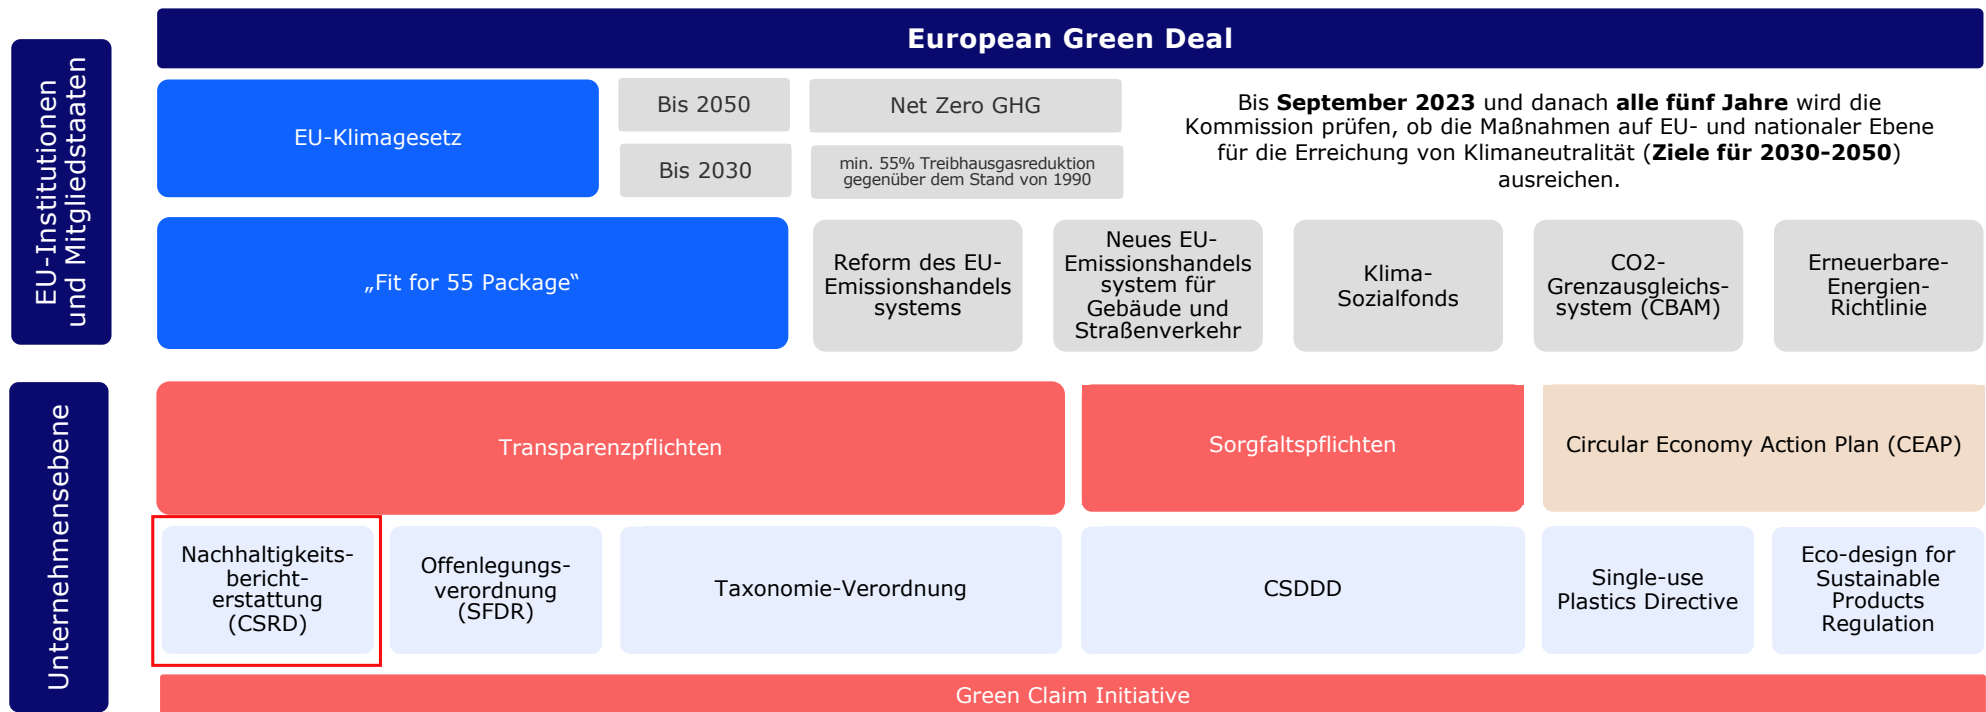 European Green Deal
EU-Institutionen
und Mitgliedstaaten
EU-Klimagesetz
Bis 2050
Net Zero GHG
Bis 2030
min. 55% Treibhausgasreduktion
gegenüber dem Stand von 1990
Bis September 2023 und danach alle fünf Jahre wird die
Kommission prüfen, ob die Maßnahmen auf EU- und nationaler Ebene
für die Erreichung von Klimaneutralität (Ziele für 2030-2050)
ausreichen.
„Fit for 55 Package“
Reform des EU-
Emissionshandels
systems
Neues EU-
Emissionshandels
system für
Gebäude und
Straßenverkehr
Klima-
Sozialfonds
CO2-
Grenzausgleichs-
system (CBAM)
Erneuerbare-
Energien-
Richtlinie
Unternehmensebene
Transparenzpflichten
Sorgfaltspflichten
Circular Economy Action Plan (CEAP)
Nachhaltigkeits-
bericht-
erstattung
(CSRD)
Offenlegungs-
verordnung
(SFDR)
Taxonomie-Verordnung
CSDDD
Single-use
Plastics Directive
Eco-design for
Sustainable
Products
Regulation
Green Claim Initiative